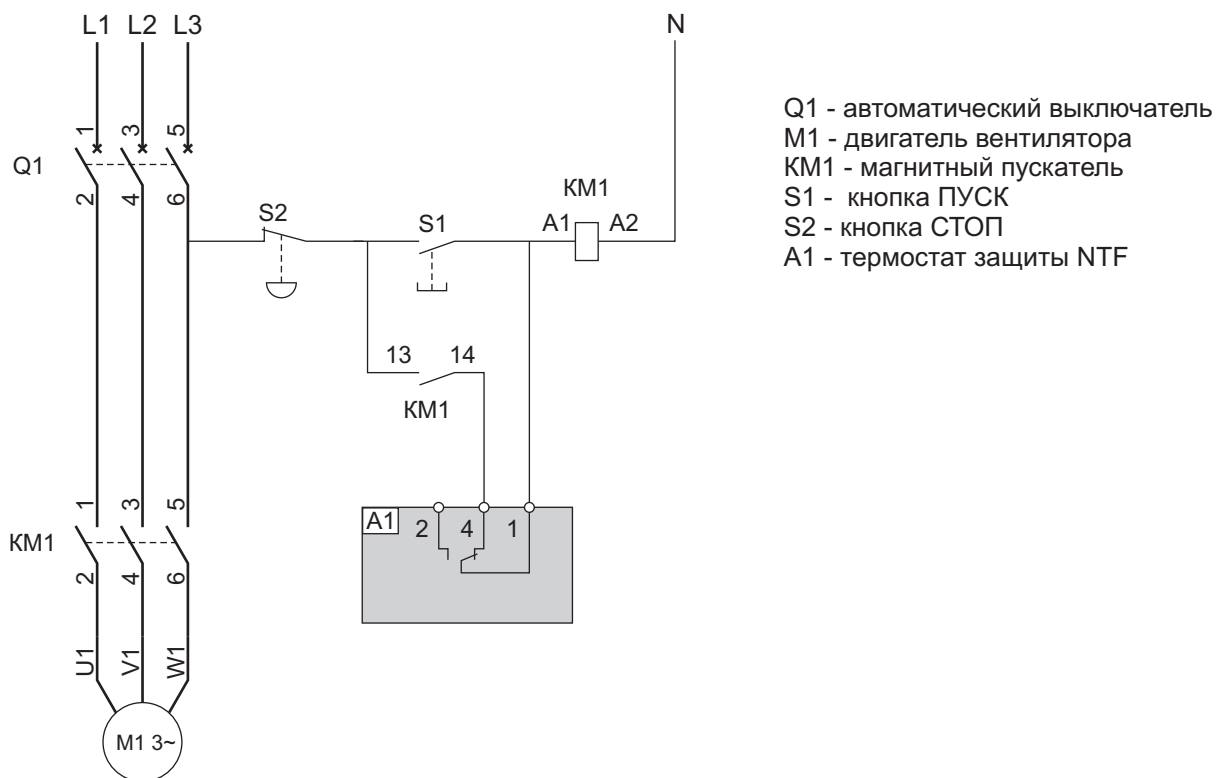 L1 L2 L3 N
1 3 5
Q1
2 4 6
S2 S1 KM1
A1 A2
13 14
KM1
A1 2 4 1
1 3 5
KM1
2 4 6
U1 V1 W1
M1 3~
Q1 - автоматический выключатель
M1 - двигатель вентилятора
KM1 - магнитный пускатель
S1 - кнопка ПУСК
S2 - кнопка СТОП
A1 - термостат защиты NTF